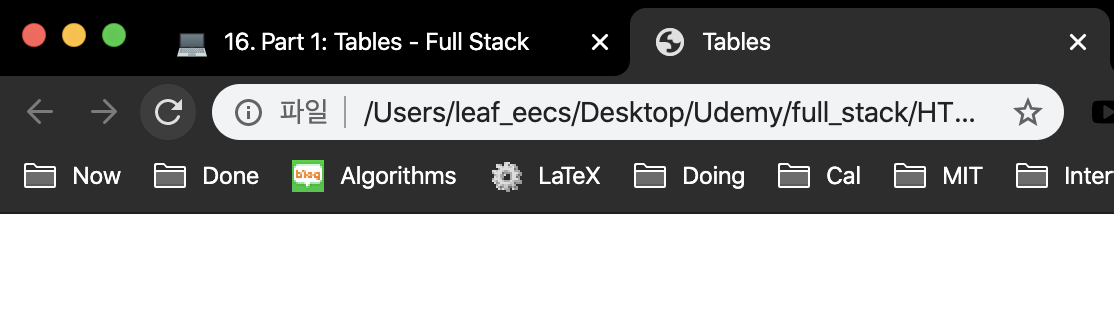 16. Part 1: Tables - Full Stack
Tables
파일 /Users/leaf_eecs/Desktop/Udemy/full_stack/HT...
Now Done blog Algorithms LaTeX Doing Cal MIT Inter